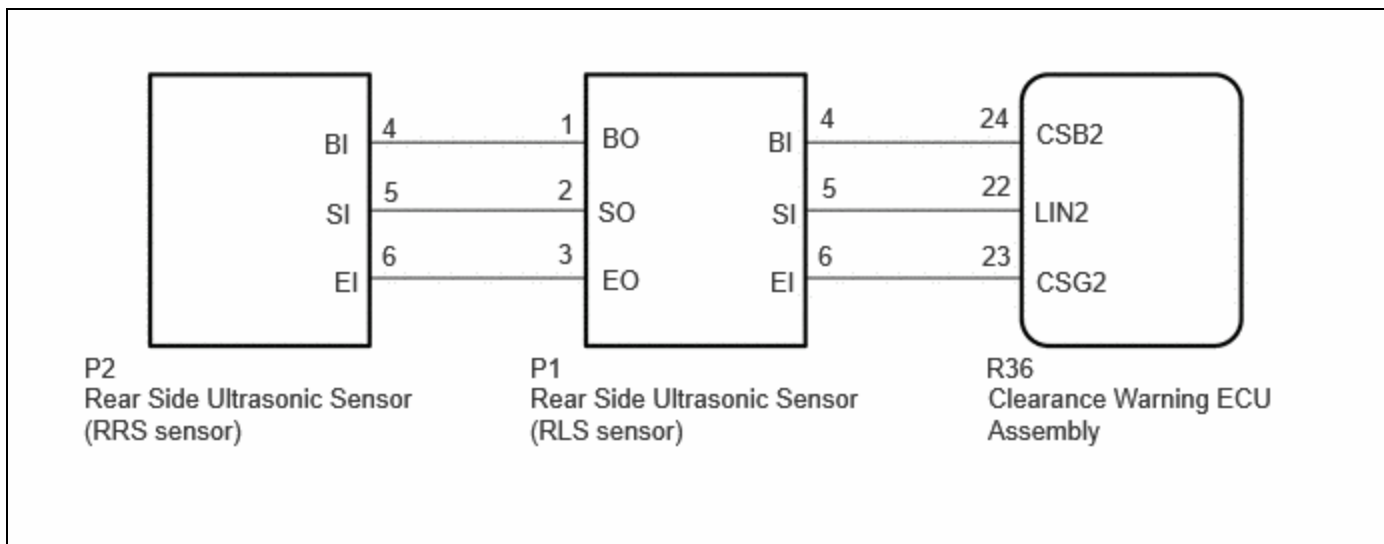 4 1 4 24
BI BO BI CSB2
5 2 5 22
SI SO SI LIN2
6 3 6 23
EI EO EI CSG2
P2
Rear Side Ultrasonic Sensor
(RRS sensor)
P1
Rear Side Ultrasonic Sensor
(RLS sensor)
R36
Clearance Warning ECU
Assembly